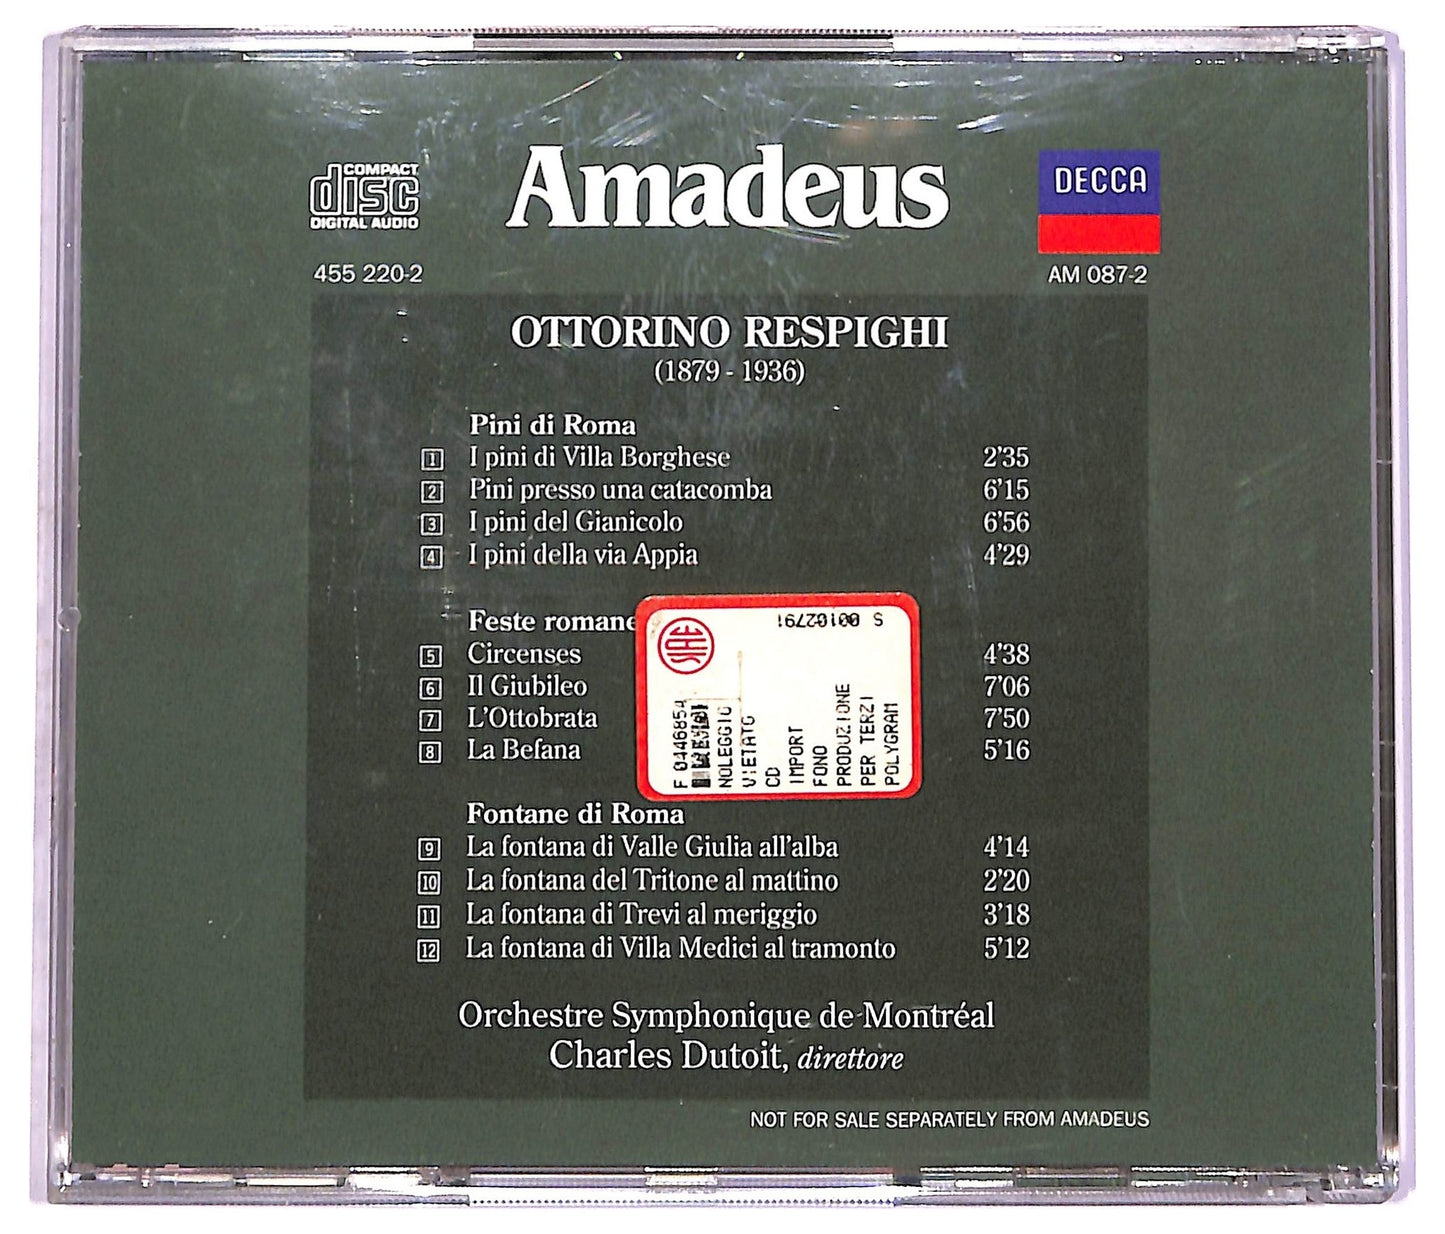 COMPACT
disc
DIGITAL AUDIO
Amadeus
DECCA
455 220-2
AM 087-2
OTTORINO RESPIGHI
(1879 - 1936)
Pini di Roma
1 I pini di Villa Borghese 2'35
2 Pini presso una catacomba 6'15
3 I pini del Gianicolo 6'56
4 I pini della via Appia 4'29
Feste romane
5 Circenses 4'38
6 Il Giubileo 7'06
7 L'Ottobrata 7'50
8 La Befana 5'16
SIAE
S 00102791
F 0446854
NOLEGGIO
VIETATO
CD
IMPORT
FONO
PRODUZIONE
PER TERZI
POLYGRAM
Fontane di Roma
9 La fontana di Valle Giulia all'alba 4'14
10 La fontana del Tritone al mattino 2'20
11 La fontana di Trevi al meriggio 3'18
12 La fontana di Villa Medici al tramonto 5'12
Orchestre Symphonique de Montréal
Charles Dutoit, direttore
NOT FOR SALE SEPARATELY FROM AMADEUS